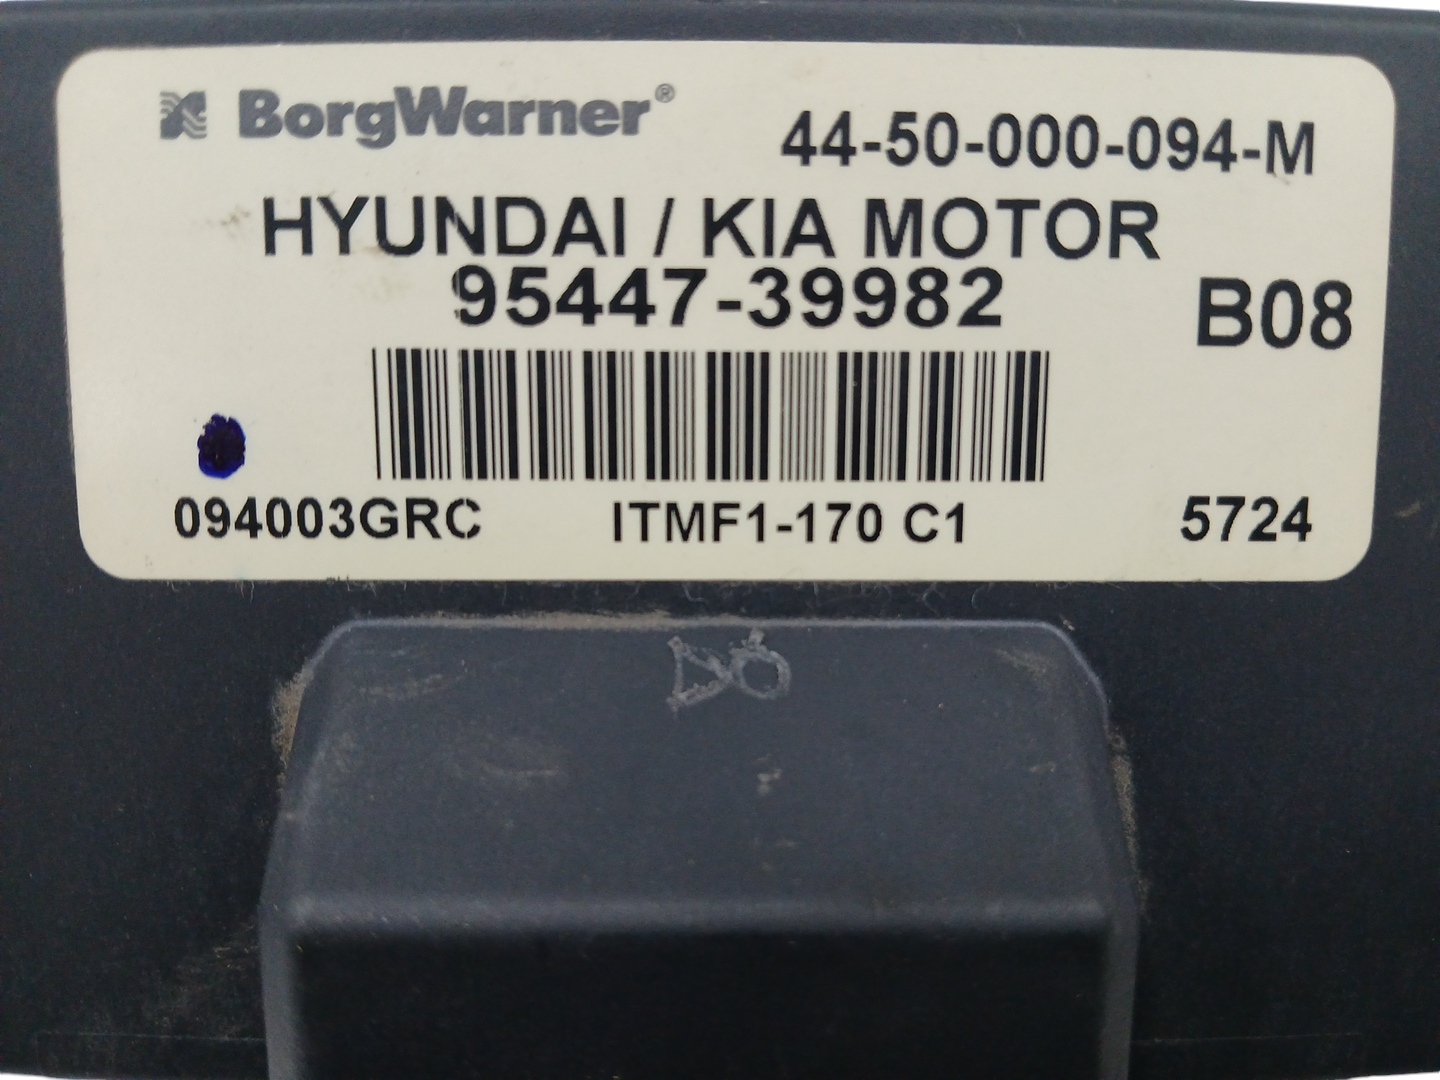 BorgWarner® 44-50-000-094-M
HYUNDAI / KIA MOTOR
95447-39982 B08
094003GRC ITMF1-170 C1 5724